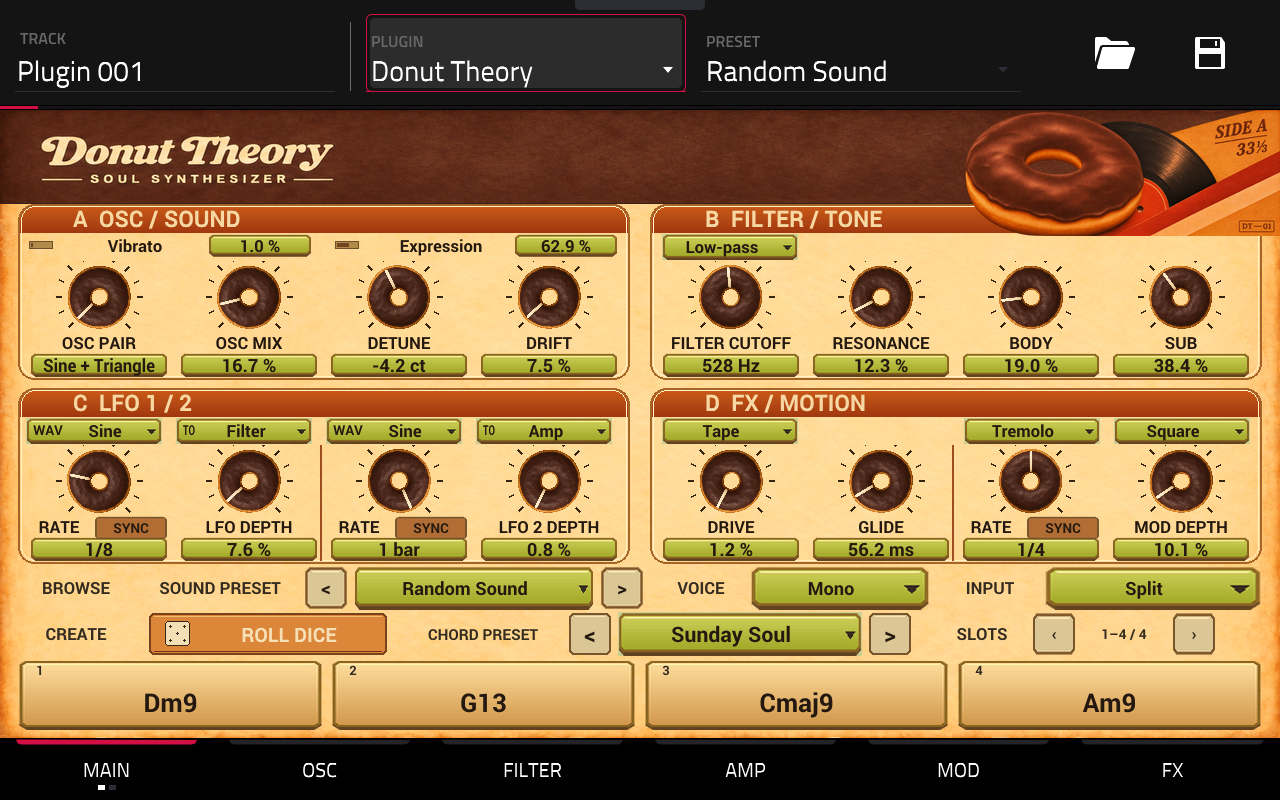 TRACK
Plugin 001
PLUGIN
Donut Theory
PRESET
Random Sound
Donut Theory
SOUL SYNTHESIZER
SIDE A
33⅓
DT—01
A OSC / SOUND
Vibrato 1.0 % Expression 62.9 %
OSC PAIR OSC MIX DETUNE DRIFT
Sine + Triangle 16.7 % -4.2 ct 7.5 %
B FILTER / TONE
Low-pass
FILTER CUTOFF RESONANCE BODY SUB
528 Hz 12.3 % 19.0 % 38.4 %
C LFO 1 / 2
WAV Sine TO Filter WAV Sine TO Amp
RATE SYNC LFO DEPTH RATE SYNC LFO 2 DEPTH
1/8 7.6 % 1 bar 0.8 %
D FX / MOTION
Tape Tremolo Square
DRIVE GLIDE RATE SYNC MOD DEPTH
1.2 % 56.2 ms 1/4 10.1 %
BROWSE SOUND PRESET < Random Sound > VOICE Mono INPUT Split
CREATE ROLL DICE CHORD PRESET < Sunday Soul > SLOTS ‹ 1–4 / 4 ›
1 Dm9
2 G13
3 Cmaj9
4 Am9
MAIN OSC FILTER AMP MOD FX